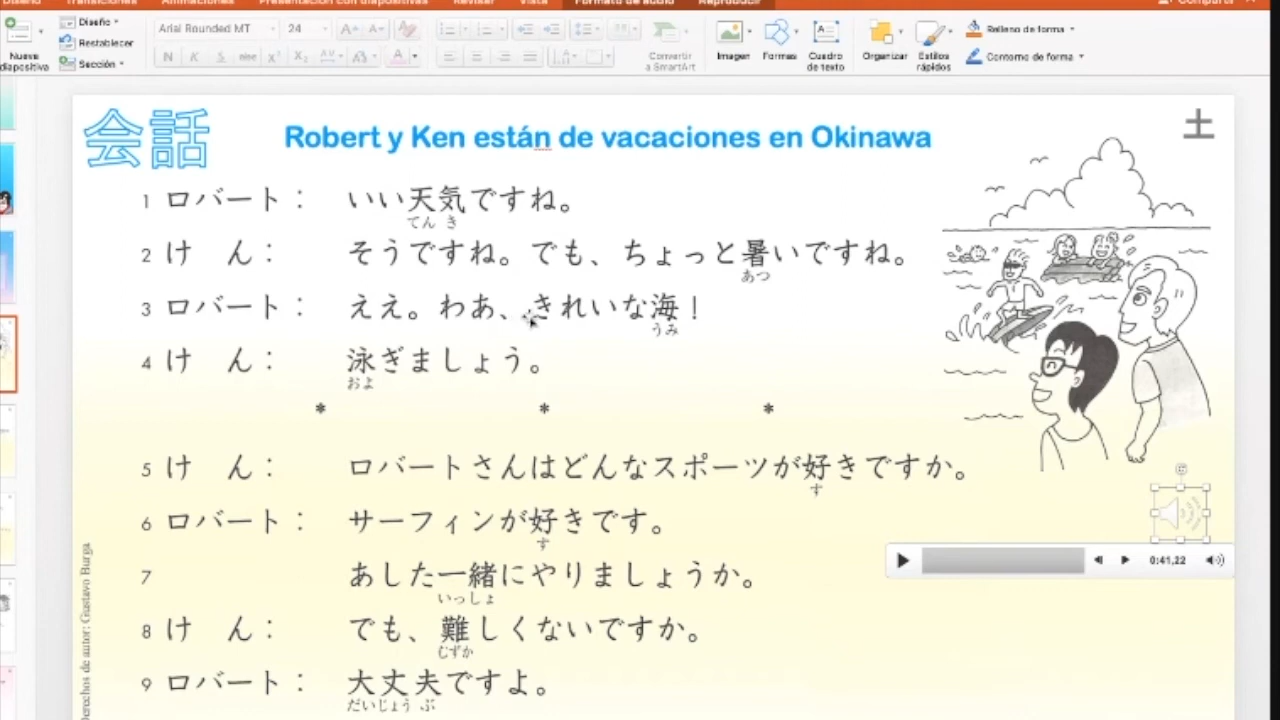 Diseño Transiciones Animaciones Presentación con diapositivas Revisar Vista Formato de audio Reproducir Compartir
Nueva diapositiva
Diseño
Restablecer
Sección
Arial Rounded MT 24
N K S abc X² X₂ AV A
Convertir a SmartArt
Imagen
Formas
Cuadro de texto
Organizar
Estilos rápidos
Relleno de forma
Contorno de forma
会話 Robert y Ken están de vacaciones en Okinawa 土
1 ロバート： いい天気ですね。
てん き
2 け ん： そうですね。でも、ちょっと暑いですね。
あつ
3 ロバート： ええ。わあ、きれいな海！
うみ
4 け ん： 泳ぎましょう。
およ
* * *
5 け ん： ロバートさんはどんなスポーツが好きですか。
す
6 ロバート： サーフィンが好きです。
す
7 あした一緒にやりましょうか。
いっしょ
8 け ん： でも、難しくないですか。
むずか
9 ロバート： 大丈夫ですよ。
だいじょう ぶ
0:41,22
Derechos de autor: Gustavo Burga